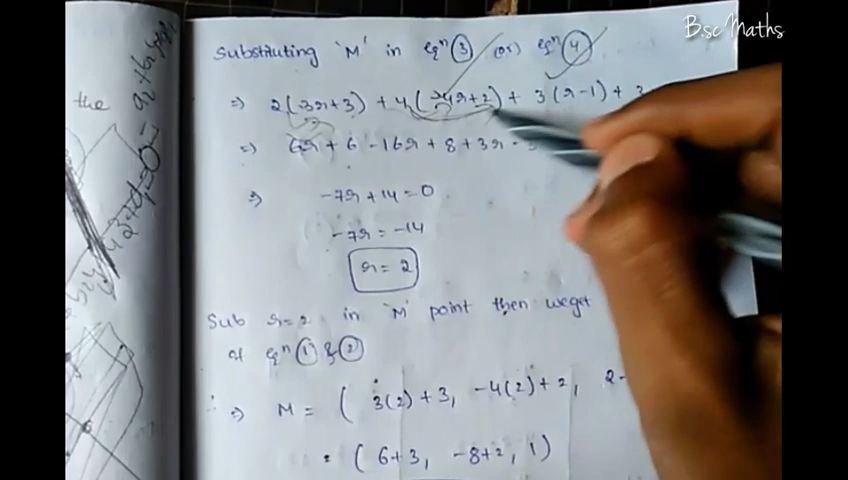 B.sc Maths
Substituting 'M' in eqⁿ ③ (or) eqⁿ ④
the
⇒ 2(3r+3) + 4(-4r+2) + 3(r-1) + 3
⇒ 6r + 6 - 16r + 8 + 3r - 3
⇒ -7r + 14 = 0
-7r = -14
r = 2
Sub r=2 in 'M' point then we get
of eqⁿ ① & ②
∴ ⇒ M = ( 3(2)+3, -4(2)+2, 2-
= ( 6+3, -8+2, 1)